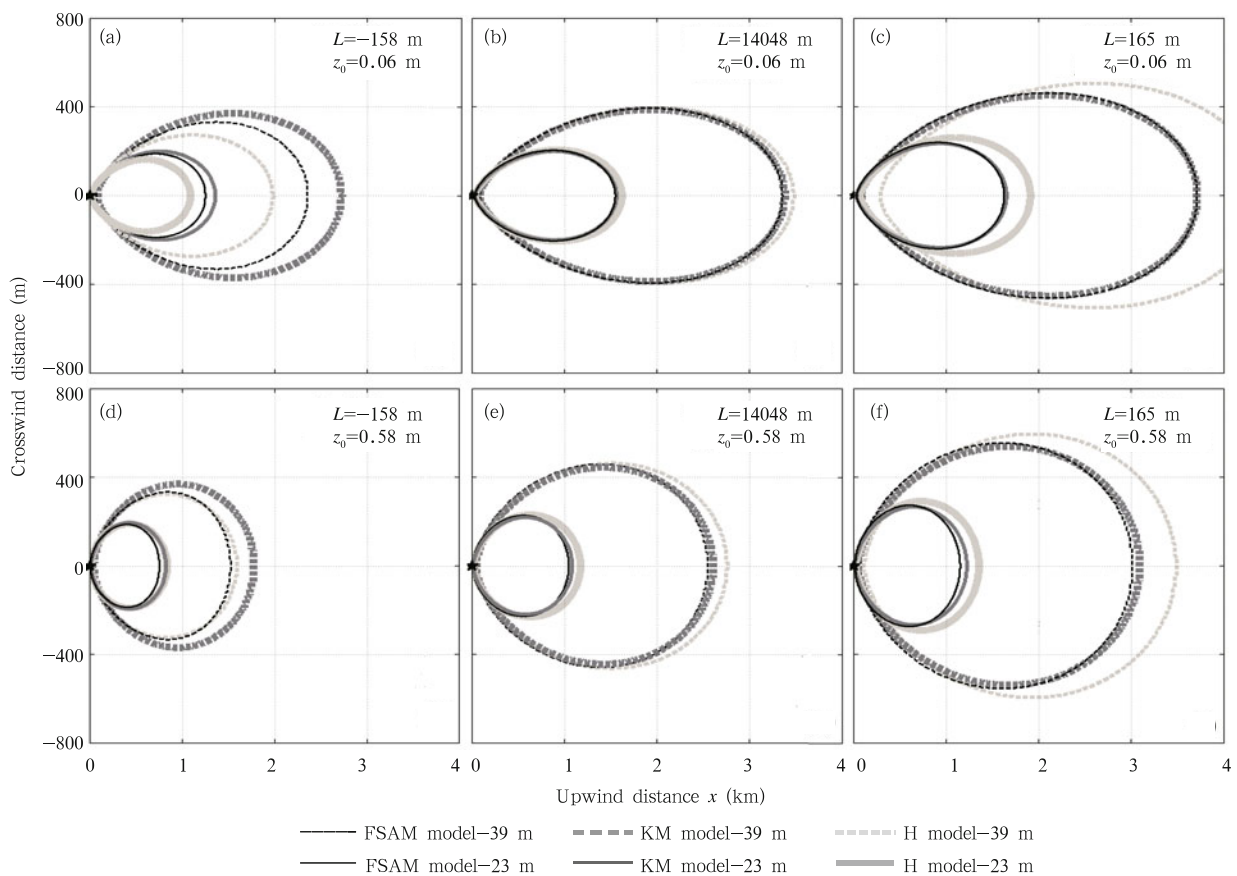 800
(a)
L=−158 m
z0=0.06 m
(b)
L=14048 m
z0=0.06 m
(c)
L=165 m
z0=0.06 m
400
0
−400
−800
Crosswind distance (m)
800
(d)
L=−158 m
z0=0.58 m
(e)
L=14048 m
z0=0.58 m
(f)
L=165 m
z0=0.58 m
400
0
−400
−800
0 1 2 3 4 0 1 2 3 4 0 1 2 3 4
Upwind distance x (km)
FSAM model−39 m KM model−39 m H model−39 m
FSAM model−23 m KM model−23 m H model−23 m